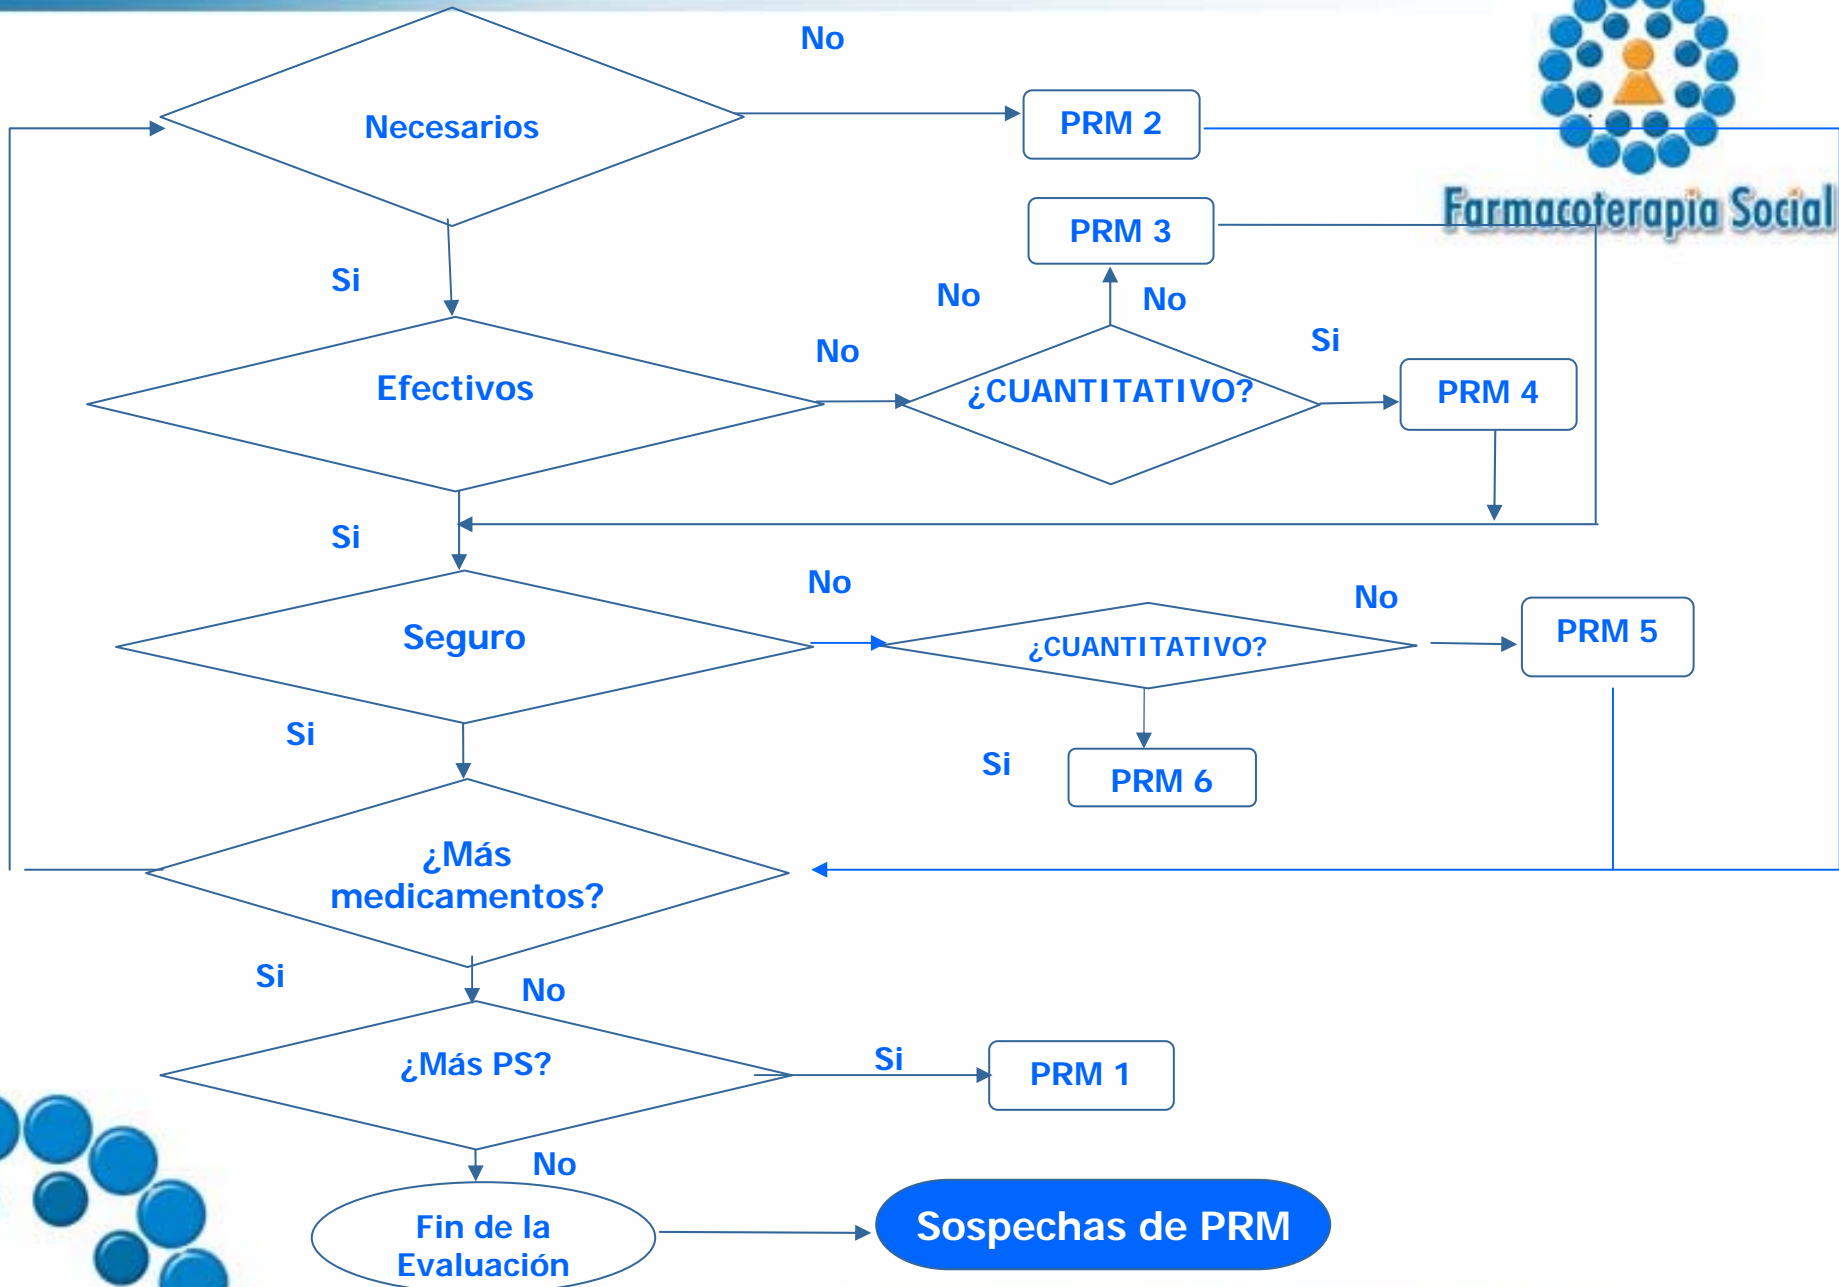 No
Necesarios
PRM 2
Farmacoterapia Social
PRM 3
Si
No
No
Si
No
Efectivos
¿CUANTITATIVO?
PRM 4
Si
No
No
Seguro
¿CUANTITATIVO?
PRM 5
Si
Si
PRM 6
¿Más
medicamentos?
Si
No
¿Más PS?
Si
PRM 1
No
Fin de la
Evaluación
Sospechas de PRM